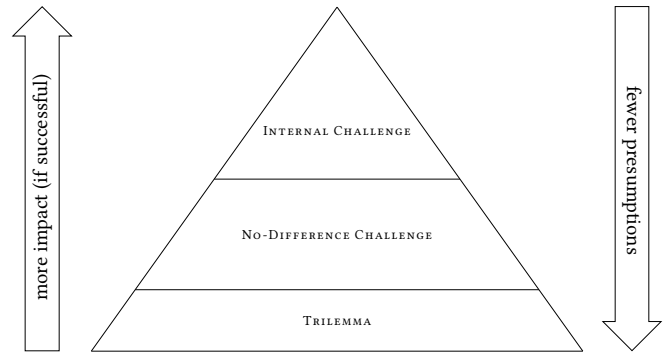 more impact (if successful)
Internal Challenge
No-Difference Challenge
Trilemma
fewer presumptions